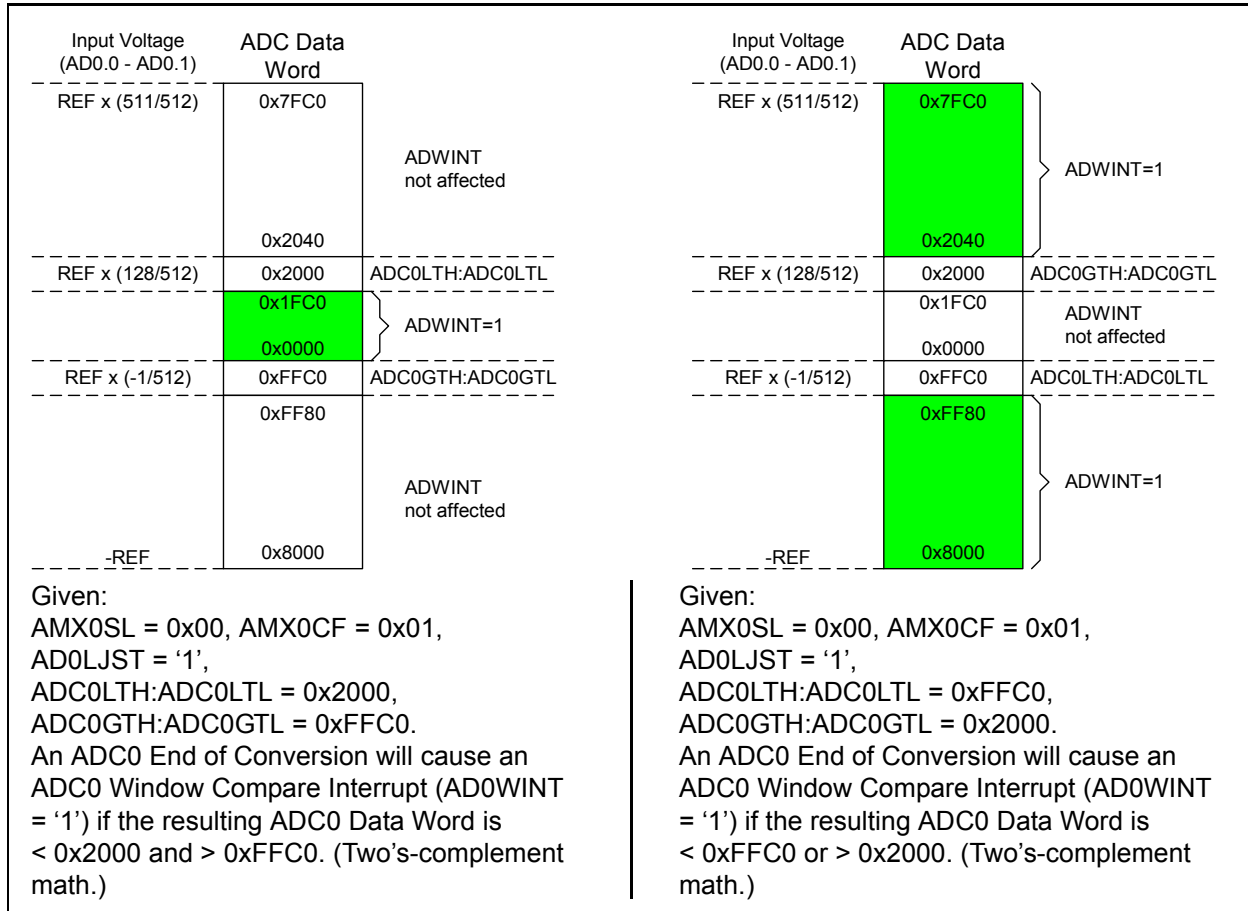 Input Voltage
(AD0.0 - AD0.1)
ADC Data
Word
REF x (511/512)
0x7FC0
ADWINT
not affected
0x2040
REF x (128/512)
0x2000
ADC0LTH:ADC0LTL
0x1FC0
ADWINT=1
0x0000
REF x (-1/512)
0xFFC0
ADC0GTH:ADC0GTL
0xFF80
ADWINT
not affected
-REF
0x8000
Given:
AMX0SL = 0x00, AMX0CF = 0x01,
AD0LJST = ‘1’,
ADC0LTH:ADC0LTL = 0x2000,
ADC0GTH:ADC0GTL = 0xFFC0.
An ADC0 End of Conversion will cause an
ADC0 Window Compare Interrupt (AD0WINT
= ‘1’) if the resulting ADC0 Data Word is
< 0x2000 and > 0xFFC0. (Two’s-complement
math.)
Input Voltage
(AD0.0 - AD0.1)
ADC Data
Word
REF x (511/512)
0x7FC0
ADWINT=1
0x2040
REF x (128/512)
0x2000
ADC0GTH:ADC0GTL
0x1FC0
ADWINT
not affected
0x0000
REF x (-1/512)
0xFFC0
ADC0LTH:ADC0LTL
0xFF80
ADWINT=1
-REF
0x8000
Given:
AMX0SL = 0x00, AMX0CF = 0x01,
AD0LJST = ‘1’,
ADC0LTH:ADC0LTL = 0xFFC0,
ADC0GTH:ADC0GTL = 0x2000.
An ADC0 End of Conversion will cause an
ADC0 Window Compare Interrupt (AD0WINT
= ‘1’) if the resulting ADC0 Data Word is
< 0xFFC0 or > 0x2000. (Two’s-complement
math.)